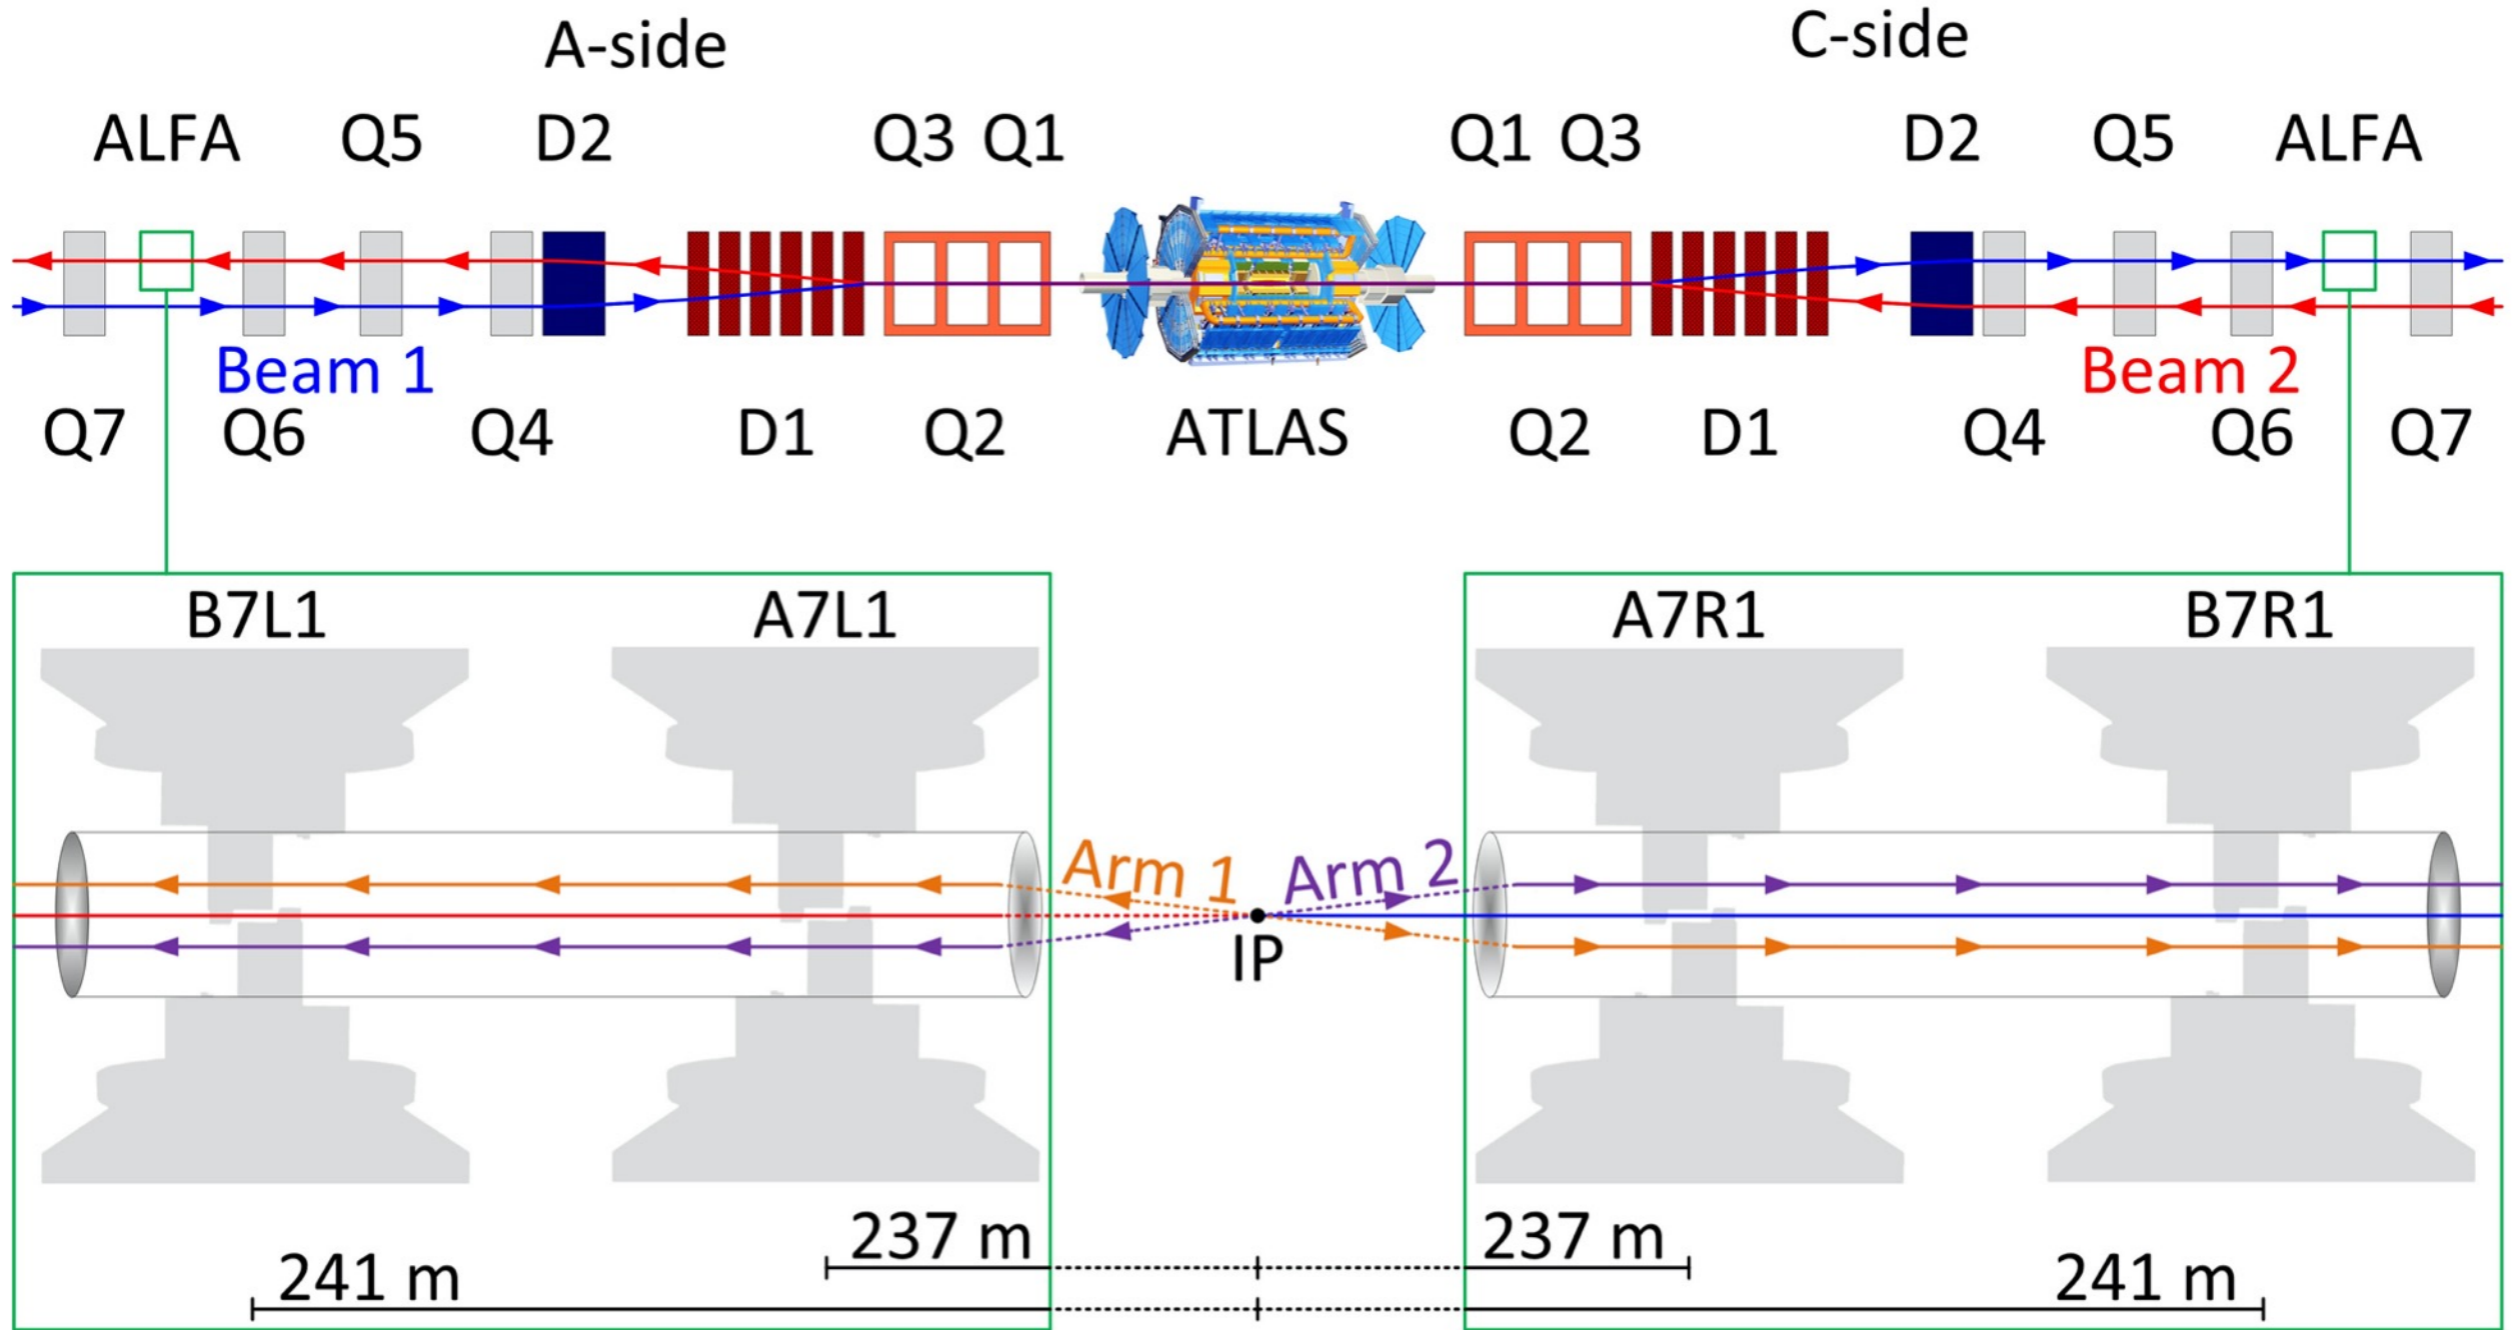 A-side C-side
ALFA Q5 D2 Q3 Q1 Q1 Q3 D2 Q5 ALFA
Beam 1 Beam 2
Q7 Q6 Q4 D1 Q2 ATLAS Q2 D1 Q4 Q6 Q7
B7L1 A7L1 A7R1 B7R1
Arm 1 Arm 2
IP
237 m 237 m
241 m 241 m